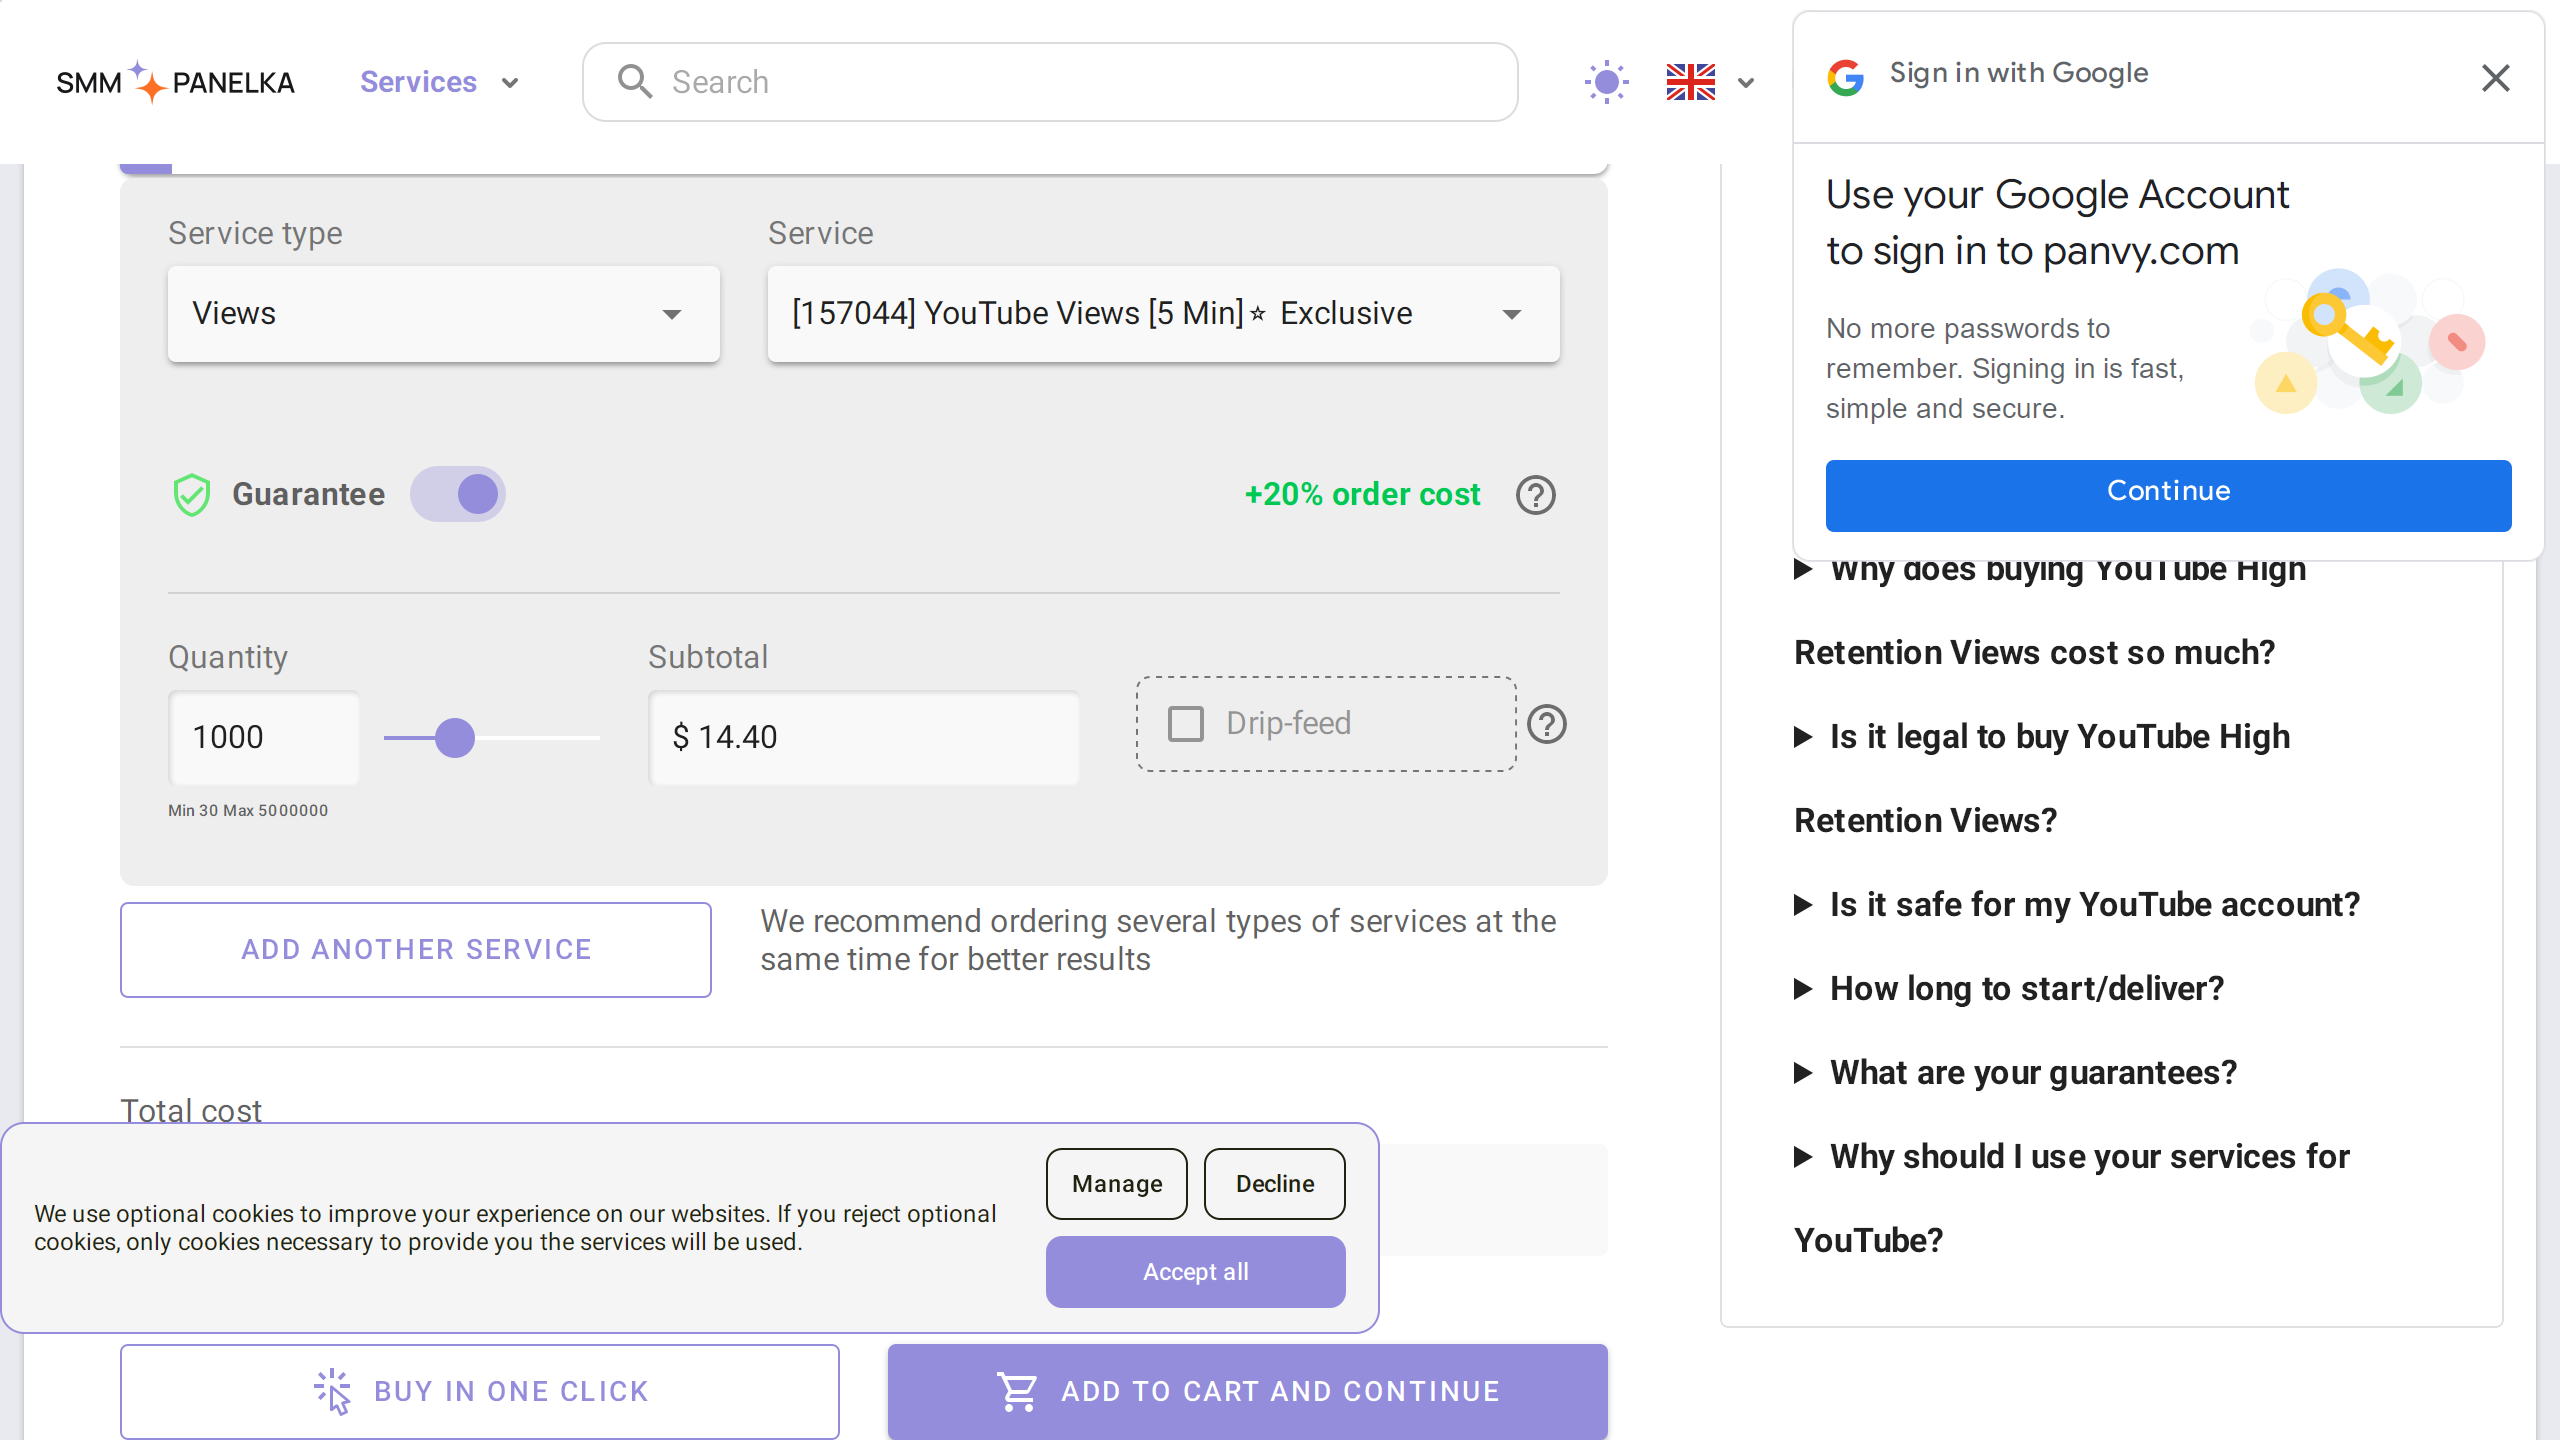 SMM PANELKA
Services
Search
Sign in with Google
Use your Google Account
to sign in to panvy.com
No more passwords to
remember. Signing in is fast,
simple and secure.
Continue
Service type
Service
Views
[157044] YouTube Views [5 Min]⭐ Exclusive
Guarantee
+20% order cost
Quantity
Subtotal
1000
$ 14.40
Drip-feed
Min 30 Max 5000000
ADD ANOTHER SERVICE
We recommend ordering several types of services at the
same time for better results
Total cost
We use optional cookies to improve your experience on our websites. If you reject optional
cookies, only cookies necessary to provide you the services will be used.
Manage
Decline
Accept all
BUY IN ONE CLICK
ADD TO CART AND CONTINUE
Why does buying YouTube High
Retention Views cost so much?
Is it legal to buy YouTube High
Retention Views?
Is it safe for my YouTube account?
How long to start/deliver?
What are your guarantees?
Why should I use your services for
YouTube?